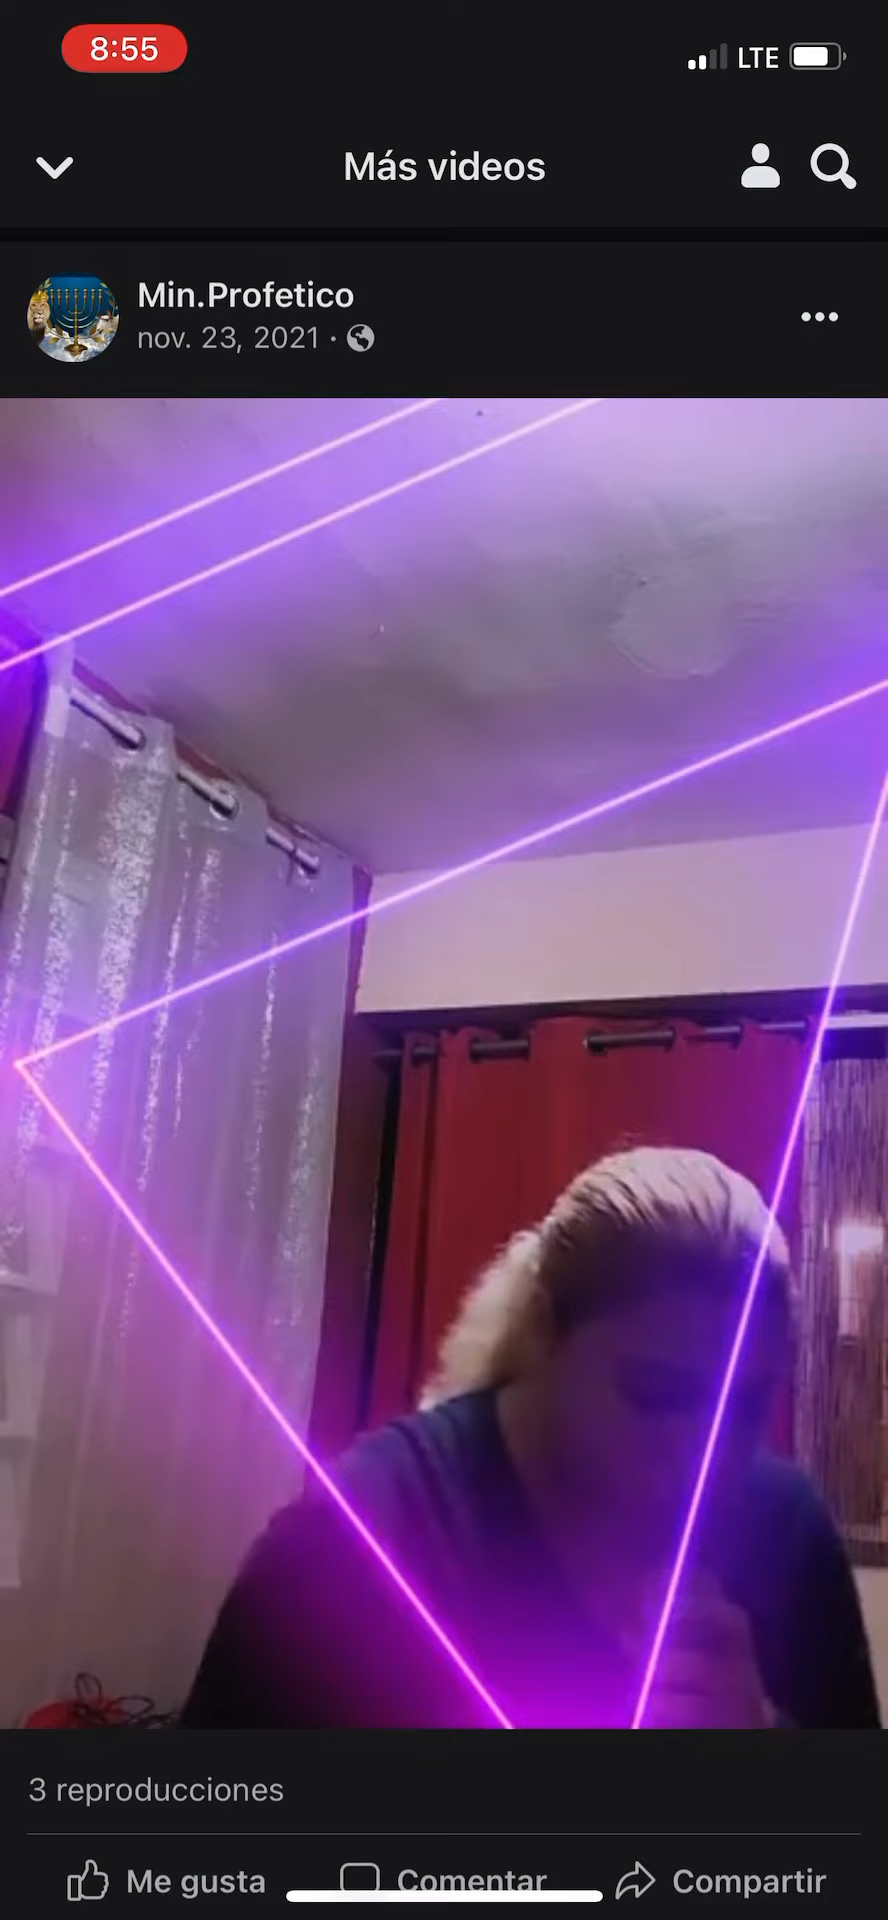 8:55
LTE
Más videos
Min.Profetico
nov. 23, 2021 ·
3 reproducciones
Me gusta
Comentar
Compartir